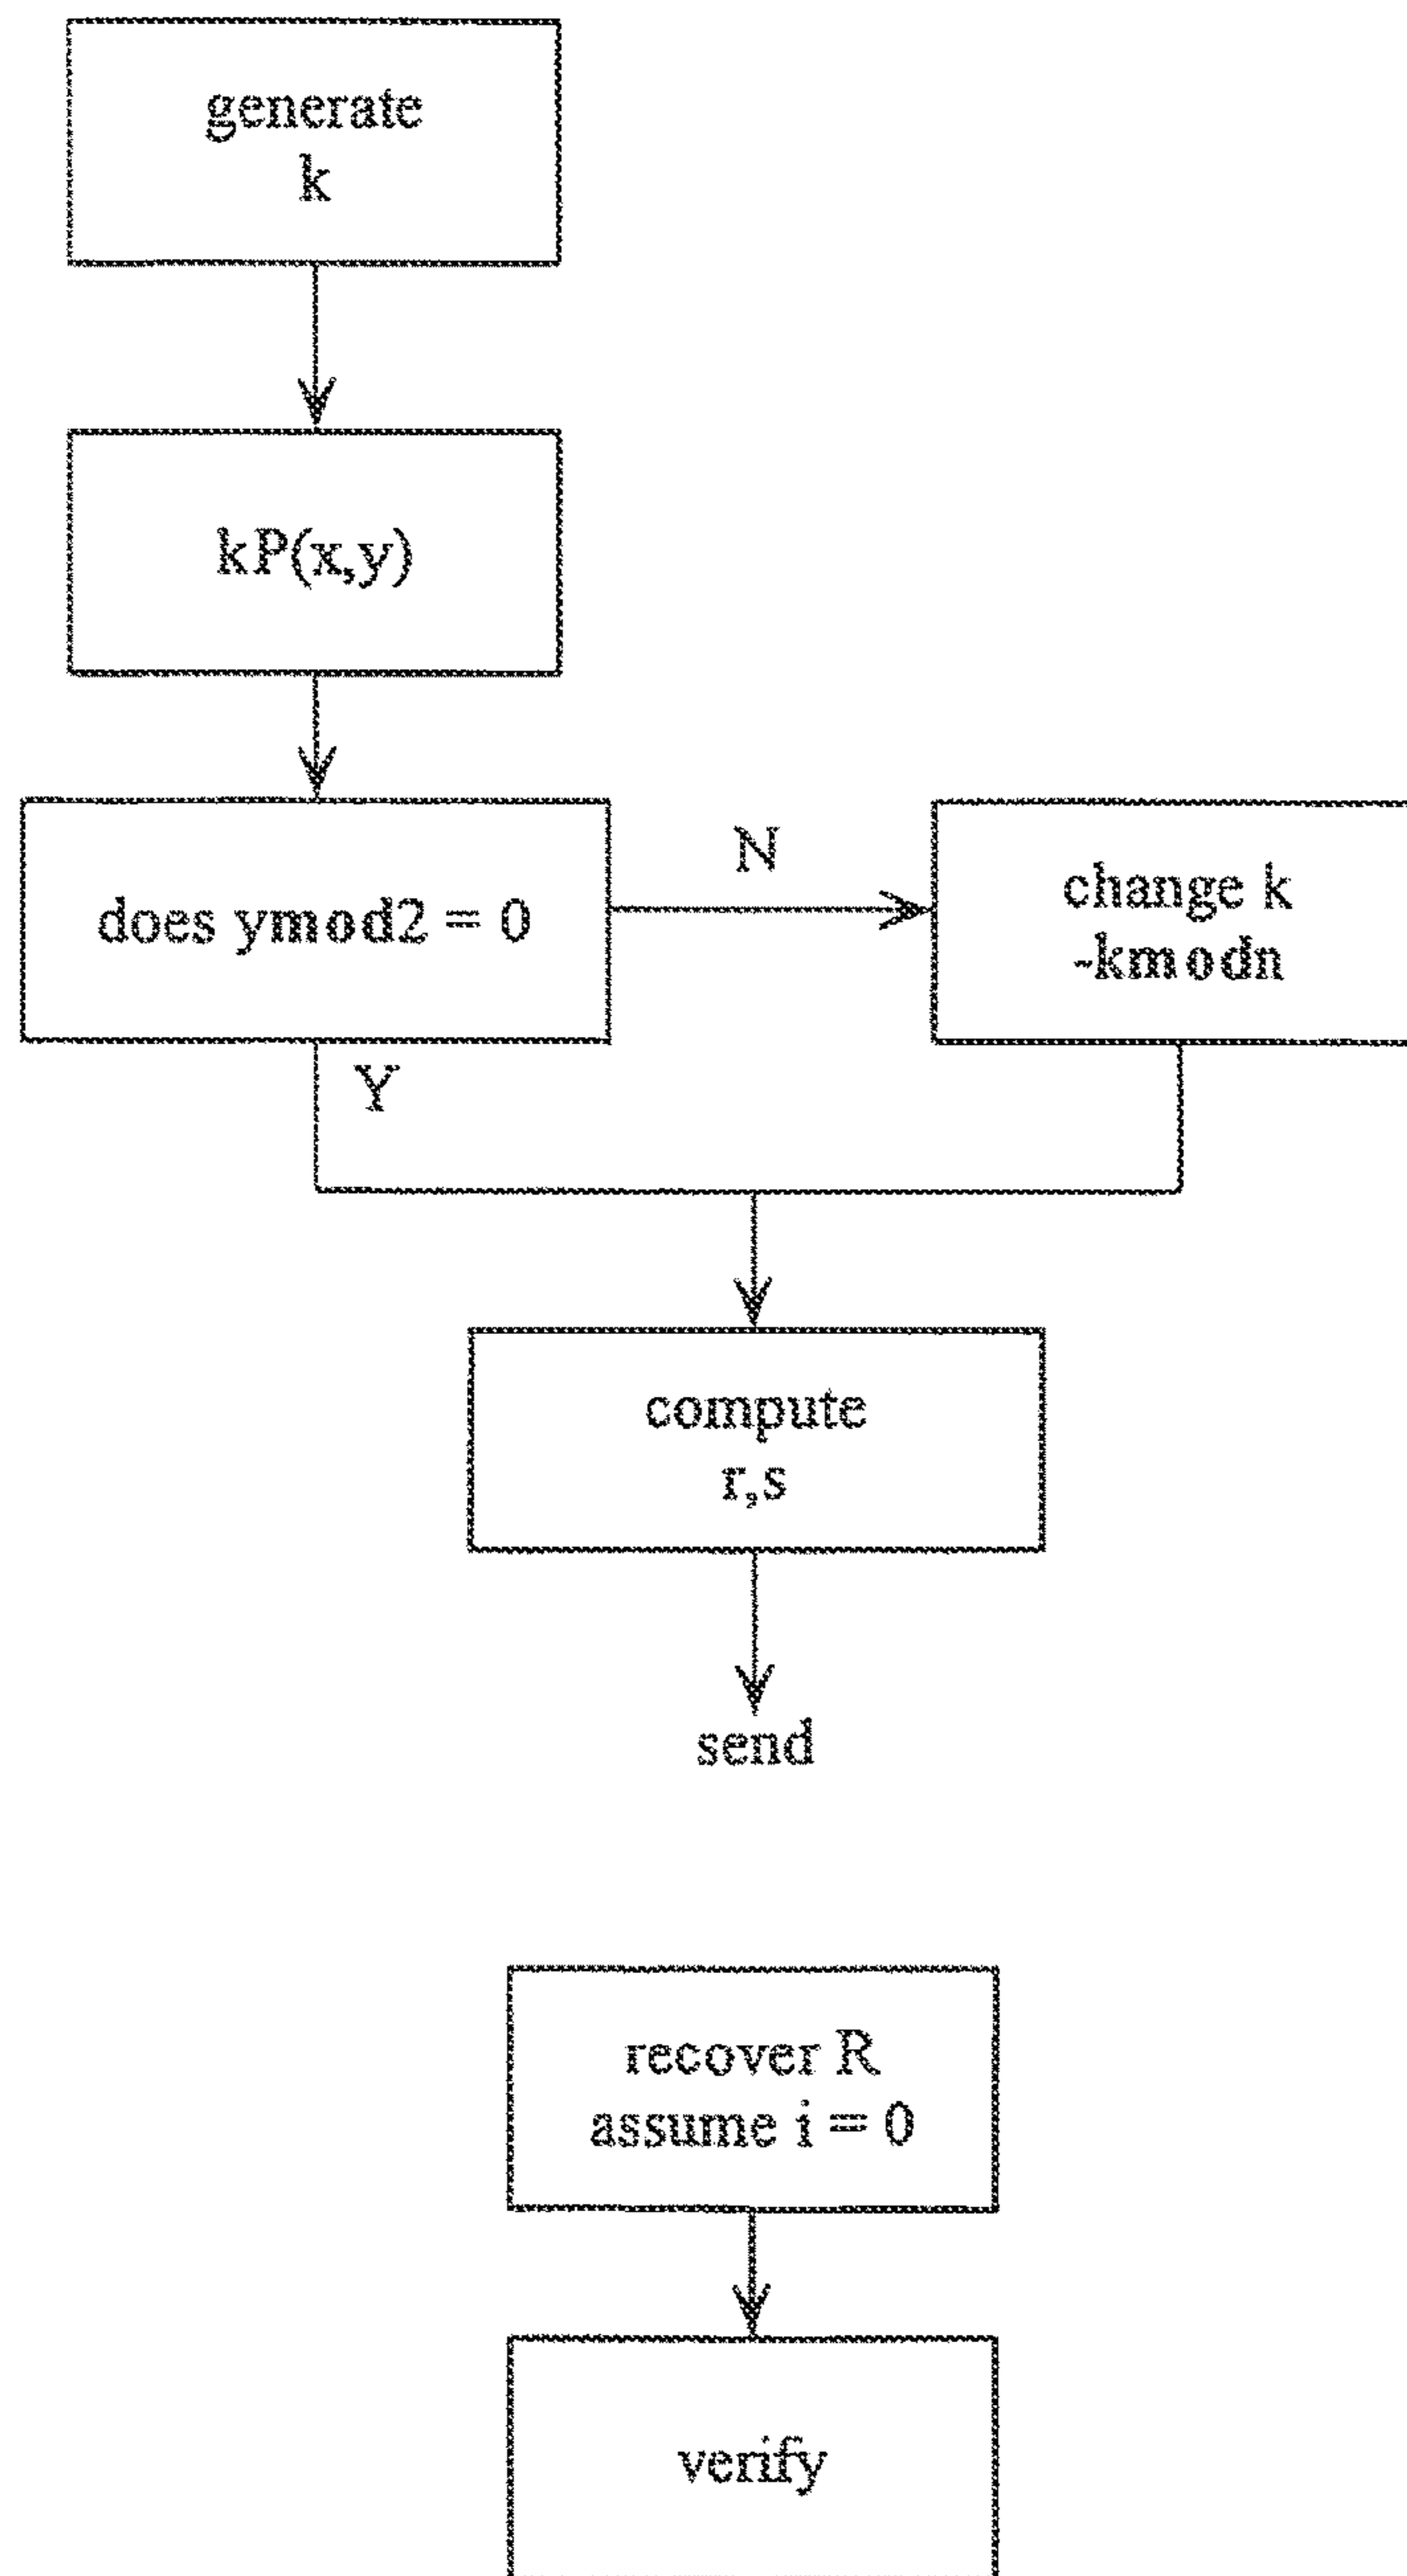 generate
k
kP(x,y)
does ymod2 = 0
N
change k
-kmodn
Y
compute
r,s
send
recover R
assume i = 0
verify